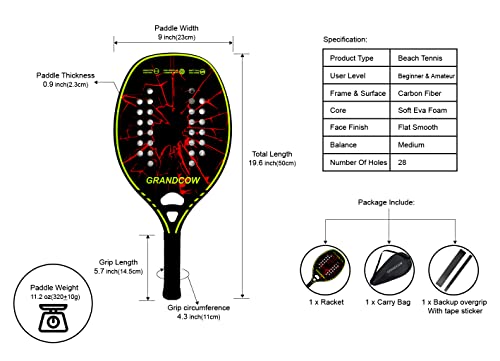 Paddle Width
9 inch(23cm)
Paddle Thickness
0.9 inch(2.3cm)
GRANDCOW
Total Length
19.6 inch(50cm)
Grip Length
5.7 inch(14.5cm)
Grip circumference
4.3 inch(11cm)
Paddle Weight
11.2 oz(320±10g)
Specification:
Product Type Beach Tennis
User Level Beginner & Amateur
Frame & Surface Carbon Fiber
Core Soft Eva Foam
Face Finish Flat Smooth
Balance Medium
Number Of Holes 28
Package Include:
1 x Racket
1 x Carry Bag
1 x Backup overgrip
With tape sticker